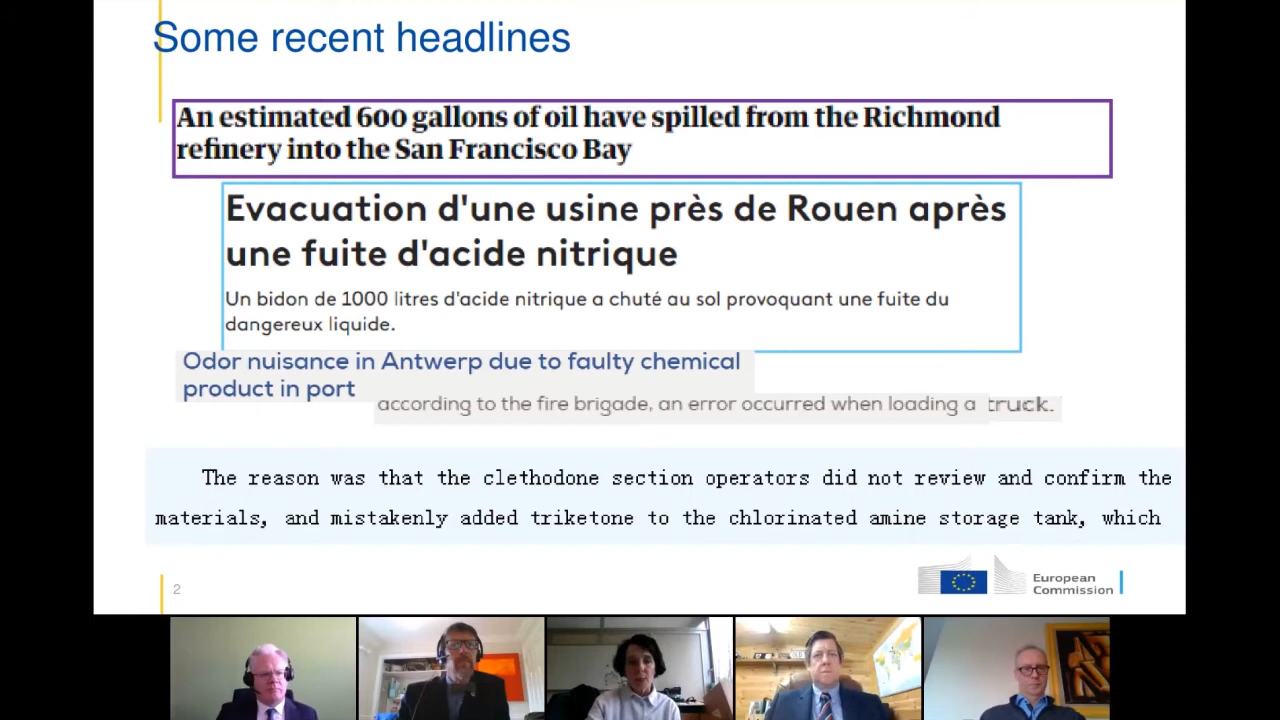 Some recent headlines
An estimated 600 gallons of oil have spilled from the Richmond
refinery into the San Francisco Bay
Evacuation d'une usine près de Rouen après
une fuite d'acide nitrique
Un bidon de 1000 litres d'acide nitrique a chuté au sol provoquant une fuite du
dangereux liquide.
Odor nuisance in Antwerp due to faulty chemical
product in port
according to the fire brigade, an error occurred when loading a truck.
The reason was that the clethodone section operators did not review and confirm the
materials, and mistakenly added triketone to the chlorinated amine storage tank, which
2
European
Commission